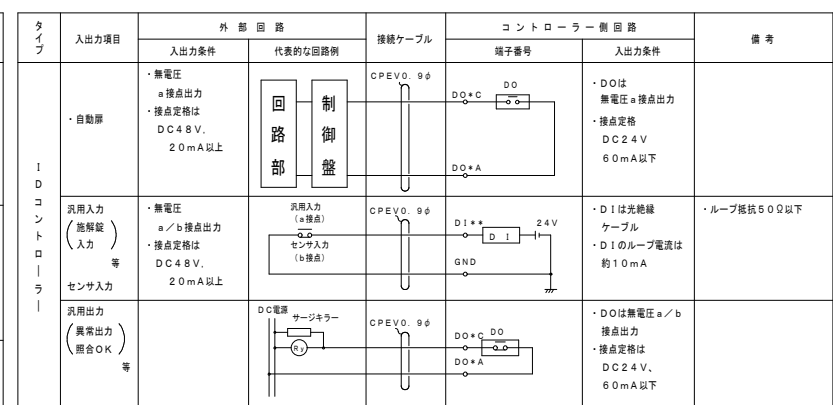 タイプ
入出力項目
外部回路
接続ケーブル
コントローラー側回路
備考
入出力条件
代表的な回路例
端子番号
入出力条件
IDコントローラー
・自動扉
・無電圧
a接点出力
・接点定格は
DC48V.
20mA以上
回路部
制御盤
CPEV0.9φ
DO*C
DO
DO*A
・DOは
無電圧a接点出力
・接点定格
DC24V
60mA以下
汎用入力
(施解錠
入力)
等
センサ入力
・無電圧
a/b接点出力
・接点定格は
DC48V.
20mA以上
汎用入力
(a接点)
センサ入力
(b接点)
CPEV0.9φ
DI**
DI
24V
GND
・DIは光絶縁
ケーブル
・DIのループ電流は
約10mA
・ループ抵抗50Ω以下
汎用出力
(異常出力
照合OK)
等
DC電源
サージキラー
Ry
CPEV0.9φ
DO*C
DO
DO*A
・DOは無電圧a/b
接点出力
・接点定格は
DC24V、
60mA以下